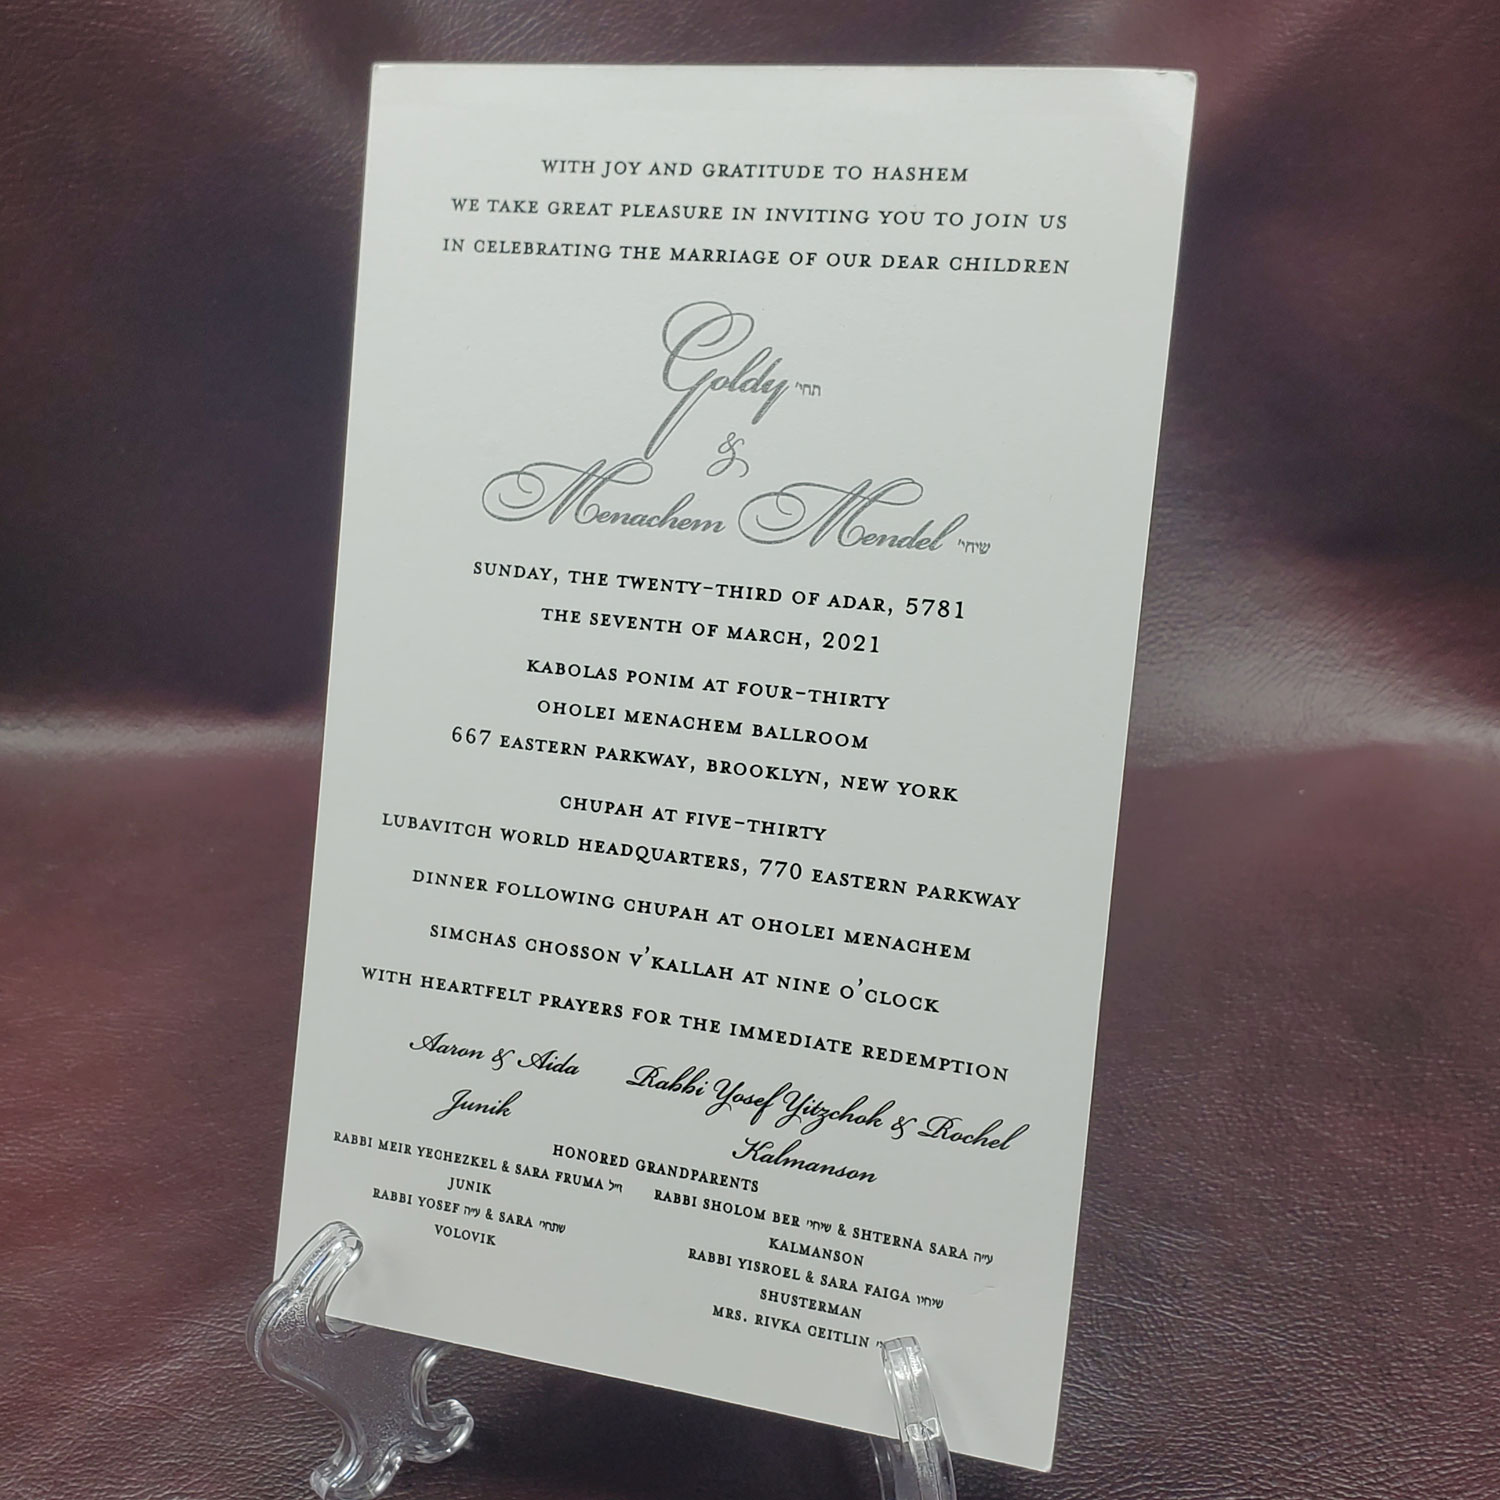 WITH JOY AND GRATITUDE TO HASHEM
WE TAKE GREAT PLEASURE IN INVITING YOU TO JOIN US
IN CELEBRATING THE MARRIAGE OF OUR DEAR CHILDREN
Goldy תחי'
&
Menachem Mendel שיחי'
SUNDAY, THE TWENTY-THIRD OF ADAR, 5781
THE SEVENTH OF MARCH, 2021
KABOLAS PONIM AT FOUR-THIRTY
OHOLEI MENACHEM BALLROOM
667 EASTERN PARKWAY, BROOKLYN, NEW YORK
CHUPAH AT FIVE-THIRTY
LUBAVITCH WORLD HEADQUARTERS, 770 EASTERN PARKWAY
DINNER FOLLOWING CHUPAH AT OHOLEI MENACHEM
SIMCHAS CHOSSON V'KALLAH AT NINE O'CLOCK
WITH HEARTFELT PRAYERS FOR THE IMMEDIATE REDEMPTION
Aaron & Aida
Junik
Rabbi Yosef Yitzchok & Rochel
Kalmanson
HONORED GRANDPARENTS
RABBI MEIR YECHEZKEL & SARA FRUMA ז"ל
JUNIK
RABBI YOSEF ע"ה & SARA שתחי'
VOLOVIK
RABBI SHOLOM BER שיחי' & SHTERNA SARA ע"ה
KALMANSON
RABBI YISROEL & SARA FAIGA שיחיו
SHUSTERMAN
MRS. RIVKA CEITLIN